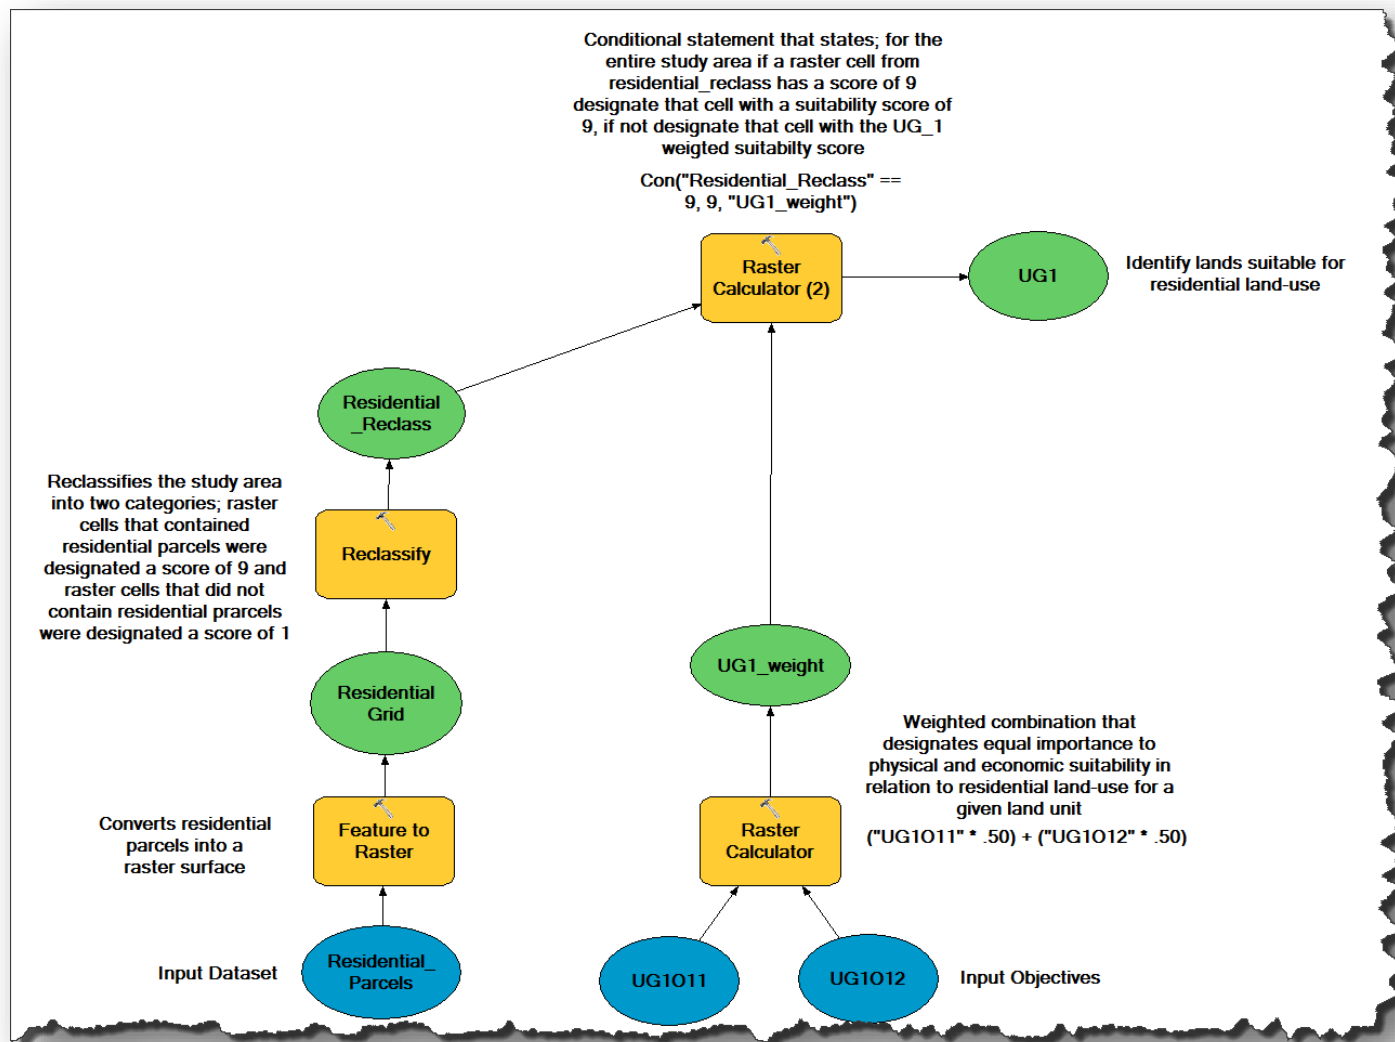 Conditional statement that states; for the
entire study area if a raster cell from
residential_reclass has a score of 9
designate that cell with a suitability score of
9, if not designate that cell with the UG_1
weigted suitabilty score
Con("Residential_Reclass" ==
9, 9, "UG1_weight")
Raster
Calculator (2)
UG1
Identify lands suitable for
residential land-use
Residential
_Reclass
Reclassifies the study area
into two categories; raster
cells that contained
residential parcels were
designated a score of 9 and
raster cells that did not
contain residential prarcels
were designated a score of 1
Reclassify
Residential
Grid
UG1_weight
Converts residential
parcels into a
raster surface
Feature to
Raster
Raster
Calculator
Weighted combination that
designates equal importance to
physical and economic suitability in
relation to residential land-use for a
given land unit
("UG1O11" * .50) + ("UG1O12" * .50)
Input Dataset
Residential_
Parcels
UG1O11
UG1O12
Input Objectives